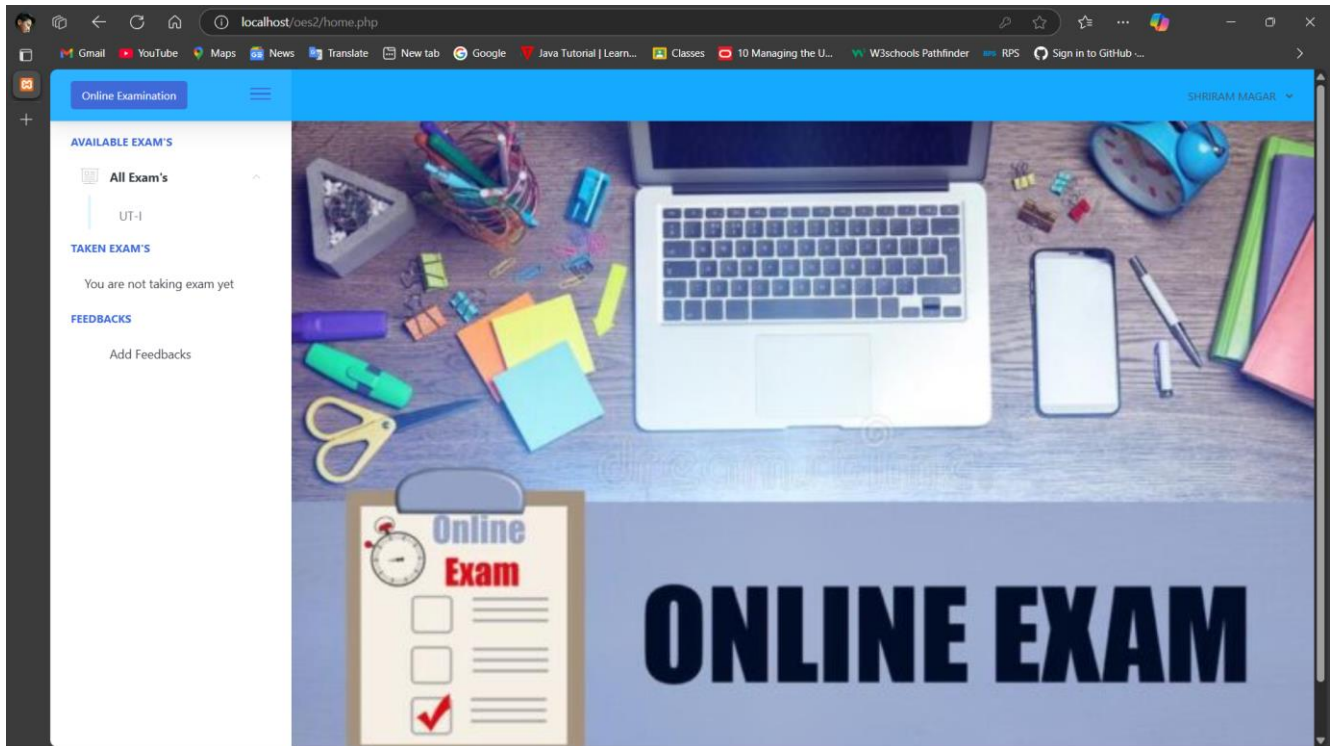 localhost/oes2/home.php
Gmail YouTube Maps News Translate New tab Google Java Tutorial | Learn... Classes 10 Managing the U... W3schools Pathfinder RPS Sign in to GitHub ·...
Online Examination
SHRIRAM MAGAR
AVAILABLE EXAM'S
All Exam's
UT-I
TAKEN EXAM'S
You are not taking exam yet
FEEDBACKS
Add Feedbacks
dreamstime
Online
Exam
ONLINE EXAM